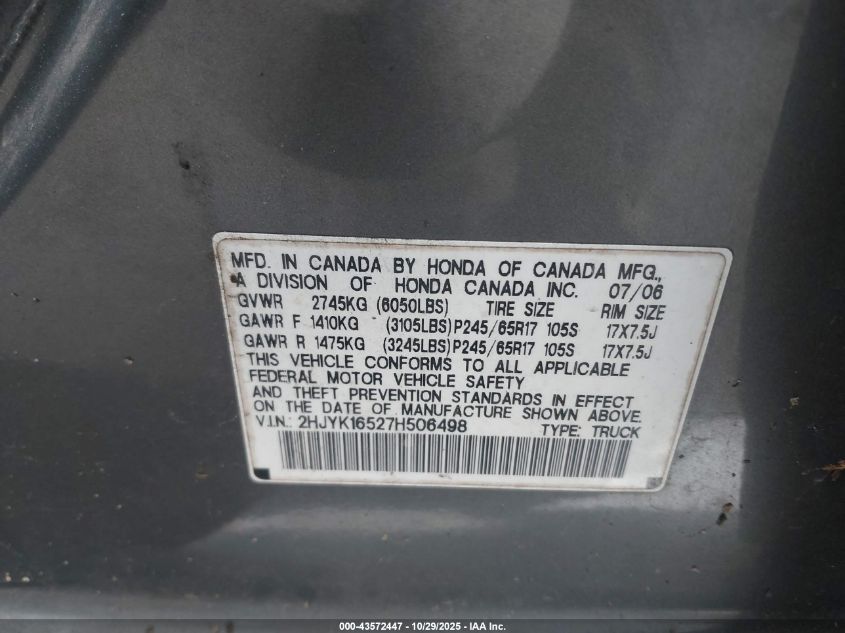 MFD. IN CANADA BY HONDA OF CANADA MFG.,
A DIVISION OF HONDA CANADA INC. 07/06
GVWR 2745KG (6050LBS) TIRE SIZE RIM SIZE
GAWR F 1410KG (3105LBS) P245/65R17 105S 17X7.5J
GAWR R 1475KG (3245LBS) P245/65R17 105S 17X7.5J
THIS VEHICLE CONFORMS TO ALL APPLICABLE
FEDERAL MOTOR VEHICLE SAFETY
AND THEFT PREVENTION STANDARDS IN EFFECT
ON THE DATE OF MANUFACTURE SHOWN ABOVE.
V.I.N.: 2HJYK16527H506498 TYPE: TRUCK
000-43572447 - 10/29/2025 - IAA Inc.